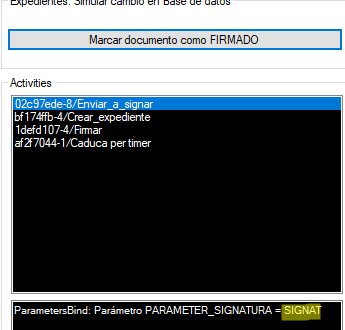 Expedientes: Simular cambio en Base de datos
Marcar documento como FIRMADO
Activities
02c97ede-8/Enviar_a_signar
bf174ffb-4/Crear_expediente
1defd107-4/Firmar
af2f7044-1/Caduca per timer
ParametersBind: Parámetro PARAMETER_SIGNATURA = SIGNAT